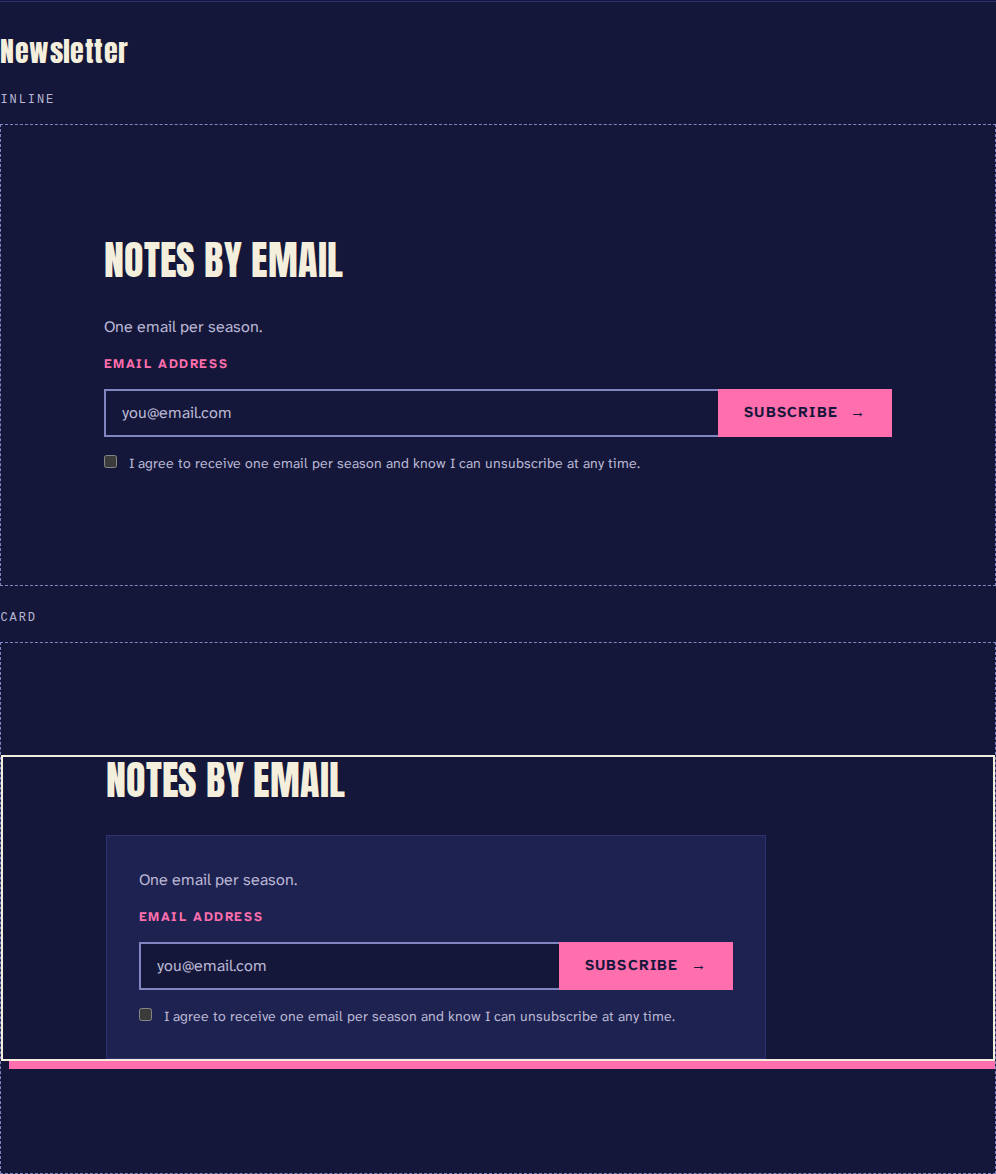 Newsletter
INLINE
NOTES BY EMAIL
One email per season.
EMAIL ADDRESS
you@email.com
SUBSCRIBE →
I agree to receive one email per season and know I can unsubscribe at any time.
CARD
NOTES BY EMAIL
One email per season.
EMAIL ADDRESS
you@email.com
SUBSCRIBE →
I agree to receive one email per season and know I can unsubscribe at any time.